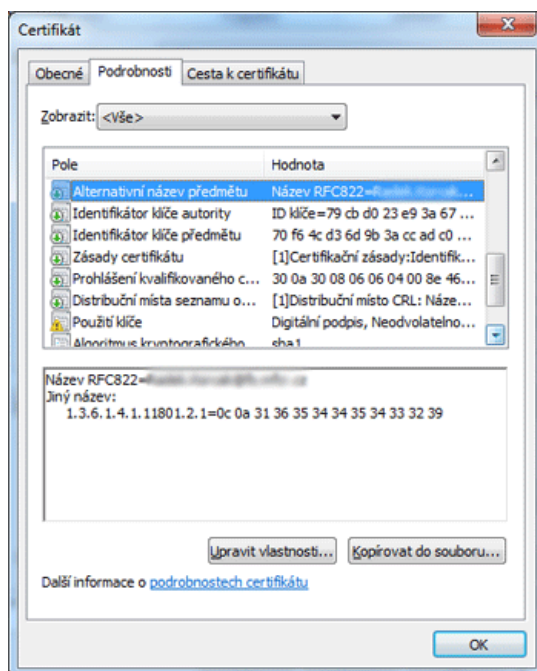 Certifikát
Obecné Podrobnosti Cesta k certifikátu
Zobrazit: <Vše>
Pole Hodnota
Alternativní název předmětu Název RFC822=
Identifikátor klíče autority ID klíče=79 cb d0 23 e9 3a 67 ...
Identifikátor klíče předmětu 70 f6 4c d3 6d 9b 3a cc ad c0 ...
Zásady certifikátu [1]Certifikační zásady:Identifik...
Prohlášení kvalifikovaného c... 30 0a 30 08 06 06 04 00 8e 46...
Distribuční místa seznamu o... [1]Distribuční místo CRL: Náze...
Použití klíče Digitální podpis, Neodvolatelno...
Algoritmus kryptografického sha1
Název RFC822=
Jiný název:
1.3.6.1.4.1.11801.2.1=0c 0a 31 36 35 34 34 35 34 33 32 39
Upravit vlastnosti... Kopírovat do souboru...
Další informace o podrobnostech certifikátu
OK